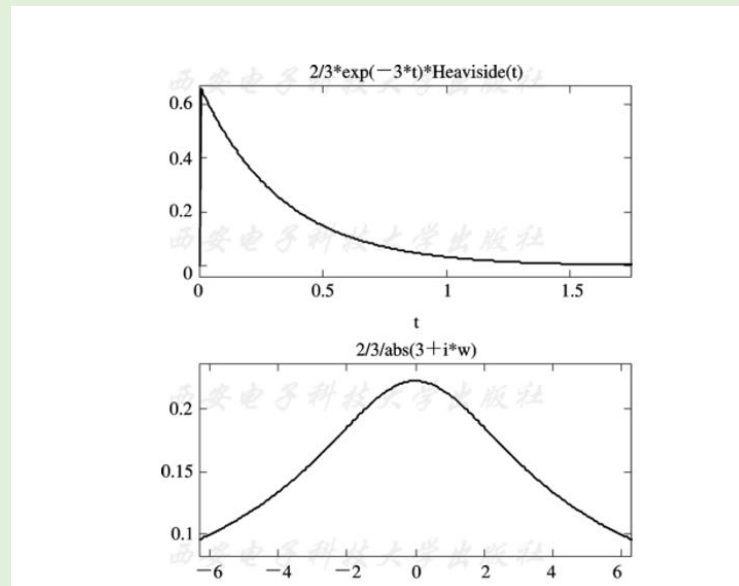 2/3*exp(－3*t)*Heaviside(t)
西安电子科技大学出版社
0.6
0.4
0.2
西安电子科技大学出版社
0
0 0.5 1 1.5
t
2/3/abs(3＋i*w)
西安电子科技大学出版社
0.2
0.15
0.1
西安电子科技大学出版社
－6 －4 －2 0 2 4 6